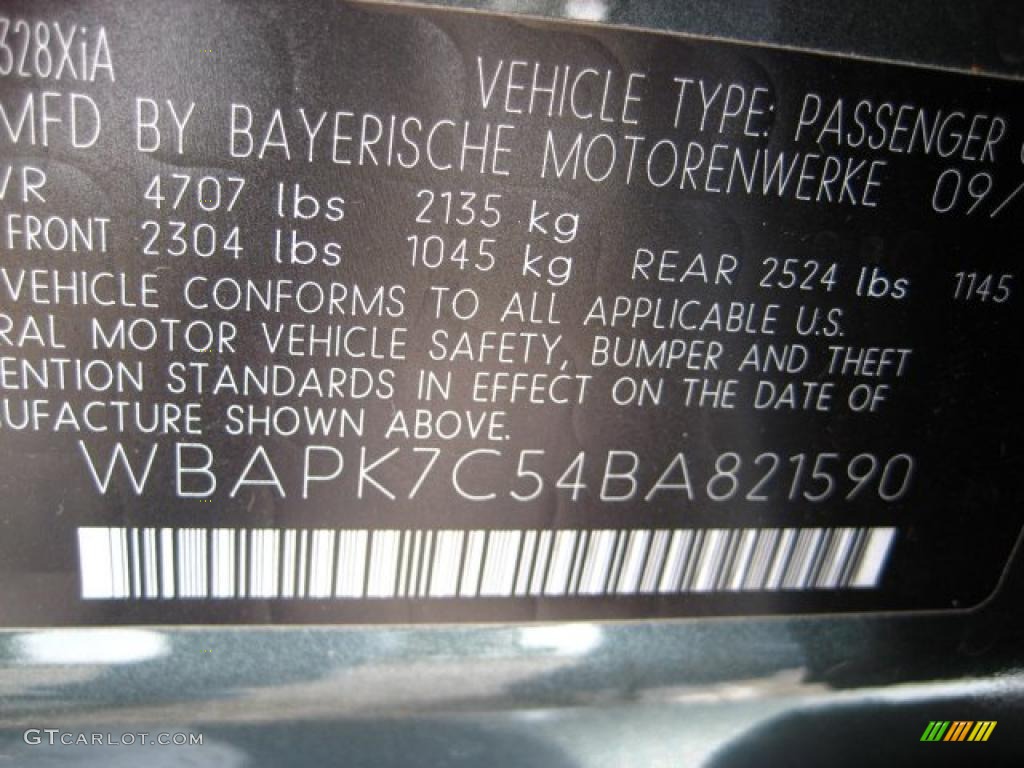 328XiA
VEHICLE TYPE: PASSENGER
MFD BY BAYERISCHE MOTORENWERKE 09/
VR 4707 lbs 2135 kg
FRONT 2304 lbs 1045 kg REAR 2524 lbs 1145
VEHICLE CONFORMS TO ALL APPLICABLE U.S.
RAL MOTOR VEHICLE SAFETY, BUMPER AND THEFT
ENTION STANDARDS IN EFFECT ON THE DATE OF
UFACTURE SHOWN ABOVE.
WBAPK7C54BA821590
GTCARLOT.COM